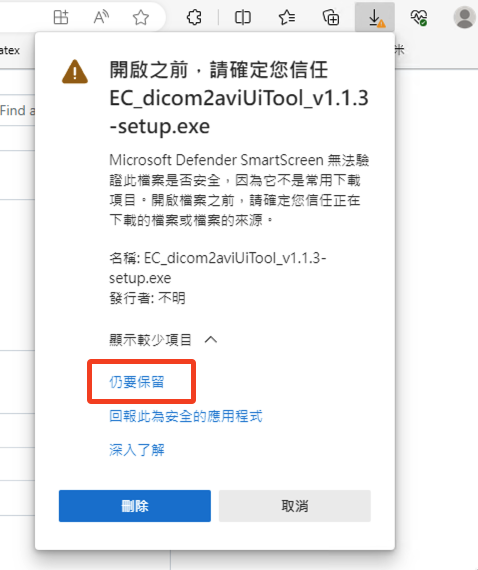 atex
米
Find a
開啟之前，請確定您信任
EC_dicom2aviUiTool_v1.1.3
-setup.exe
Microsoft Defender SmartScreen 無法驗
證此檔案是否安全，因為它不是常用下載
項目。開啟檔案之前，請確定您信任正在
下載的檔案或檔案的來源。
名稱: EC_dicom2aviUiTool_v1.1.3-
setup.exe
發行者: 不明
顯示較少項目
仍要保留
回報此為安全的應用程式
深入了解
刪除
取消